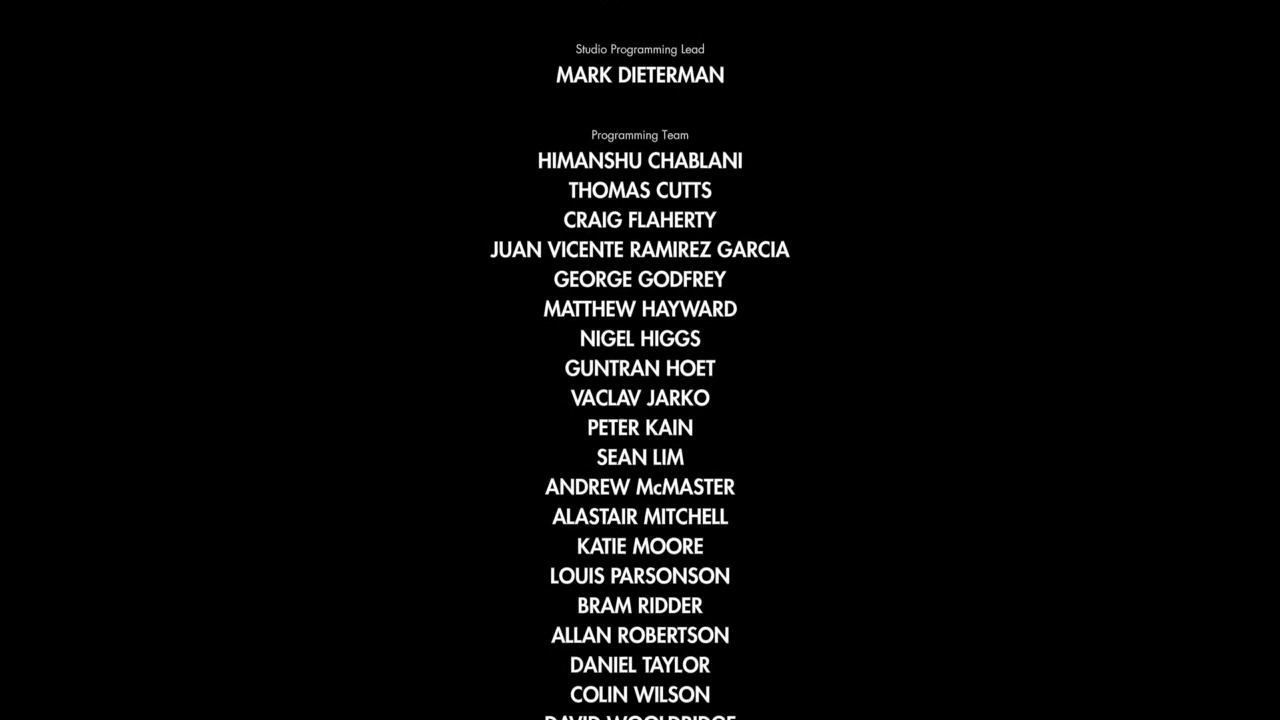 Studio Programming Lead
MARK DIETERMAN
Programming Team
HIMANSHU CHABLANI
THOMAS CUTTS
CRAIG FLAHERTY
JUAN VICENTE RAMIREZ GARCIA
GEORGE GODFREY
MATTHEW HAYWARD
NIGEL HIGGS
GUNTRAN HOET
VACLAV JARKO
PETER KAIN
SEAN LIM
ANDREW McMASTER
ALASTAIR MITCHELL
KATIE MOORE
LOUIS PARSONSON
BRAM RIDDER
ALLAN ROBERTSON
DANIEL TAYLOR
COLIN WILSON
DAVID WOOLDRIDGE